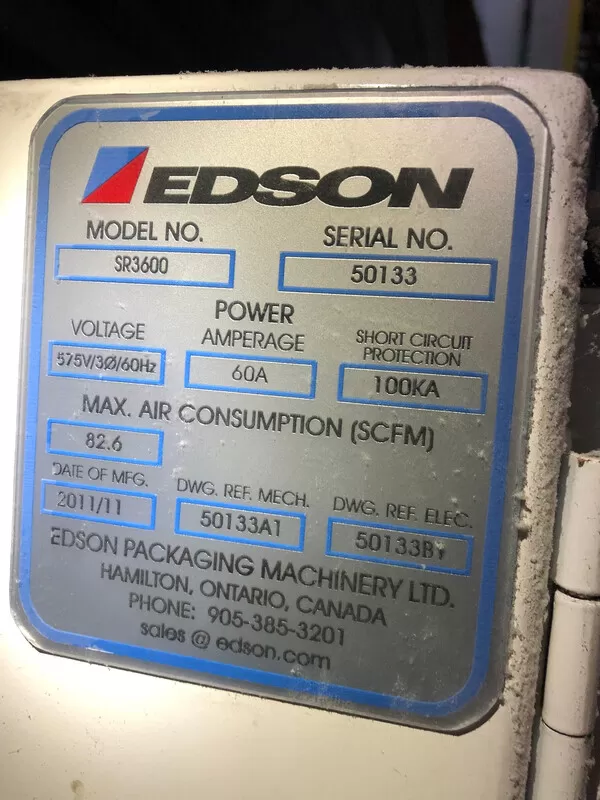 EDSON
MODEL NO. SERIAL NO.
SR3600 50133
POWER
VOLTAGE AMPERAGE SHORT CIRCUIT
PROTECTION
575V/3Ø/60Hz 60A 100KA
MAX. AIR CONSUMPTION (SCFM)
82.6
DATE OF MFG. DWG. REF. MECH. DWG. REF. ELEC.
2011/11 50133A1 50133B1
EDSON PACKAGING MACHINERY LTD.
HAMILTON, ONTARIO, CANADA
PHONE: 905-385-3201
sales @ edson.com